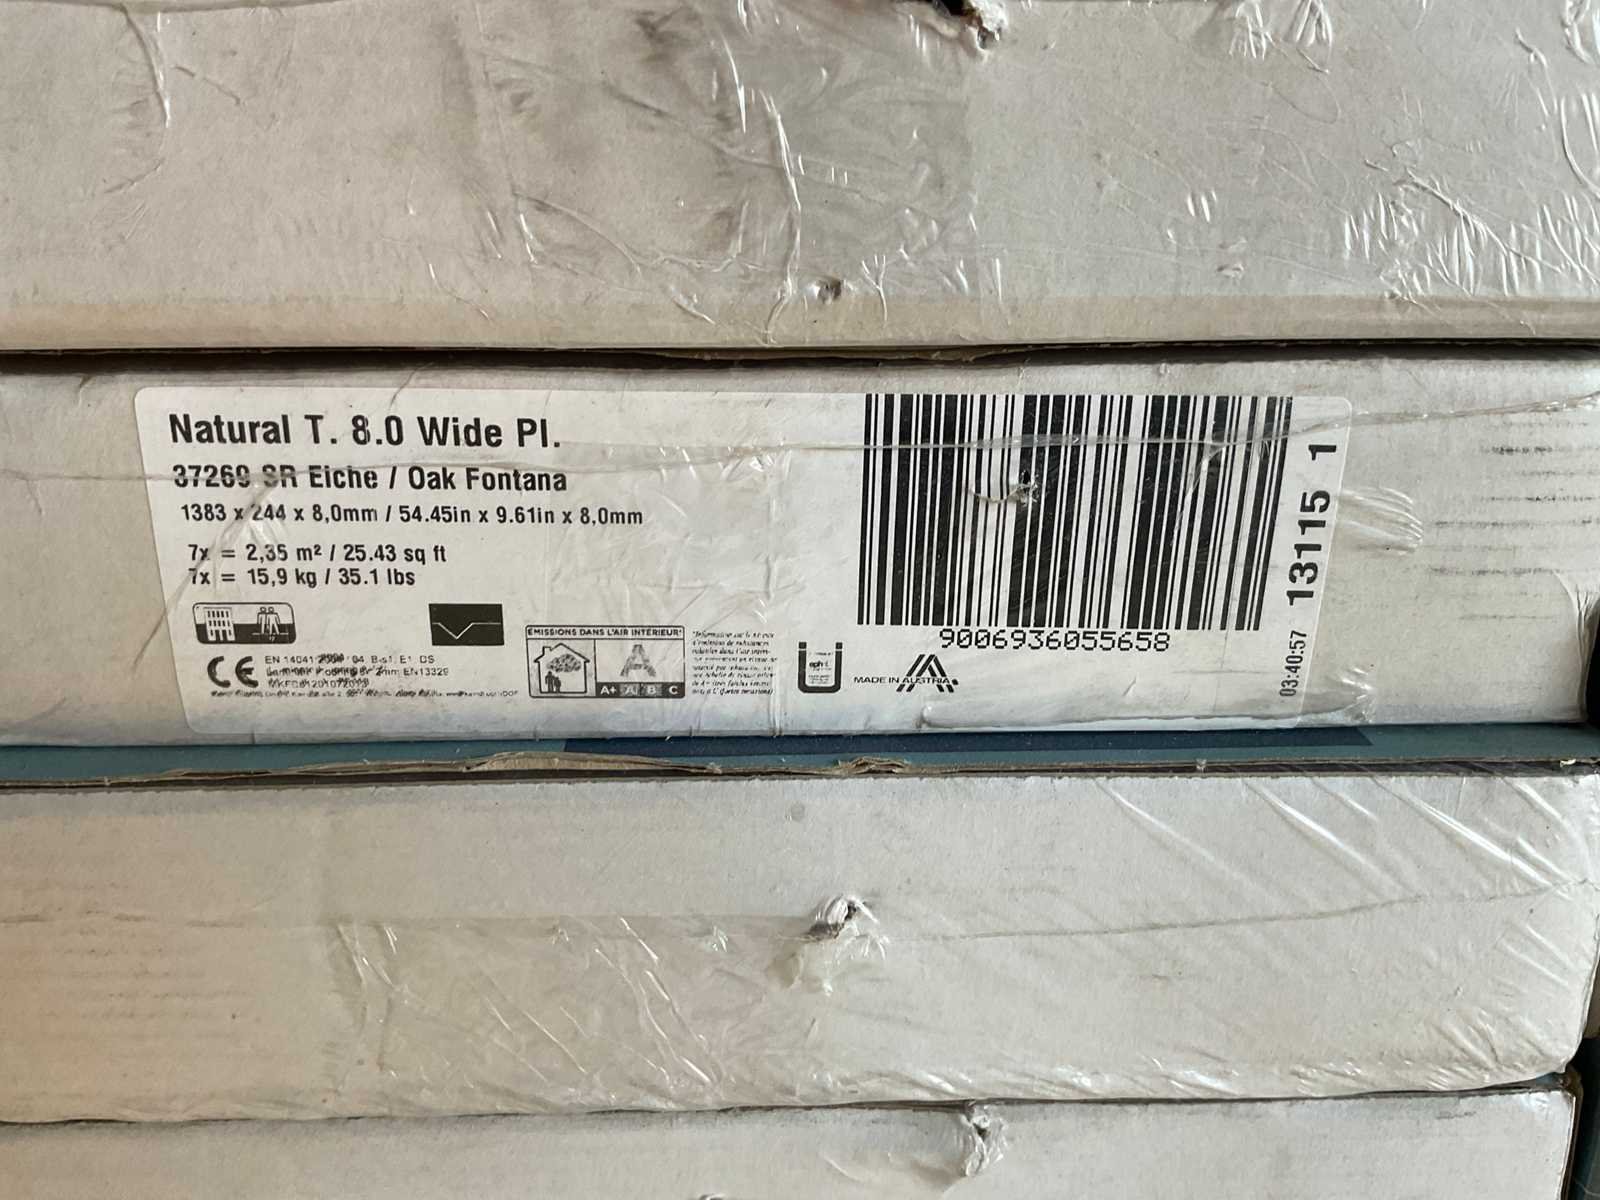 Natural T. 8.0 Wide Pl.
37269 SR Eiche / Oak Fontana
1383 x 244 x 8,0mm / 54.45in x 9.61in x 8,0mm
7x = 2,35 m² / 25.43 sq ft
7x = 15,9 kg / 35.1 lbs
ÉMISSIONS DANS L'AIR INTÉRIEUR*
A
A+ A B C
CE
EN 14041
EN13329
eph
MADE IN AUSTRIA
9006936055658
13115 1
03:40:57